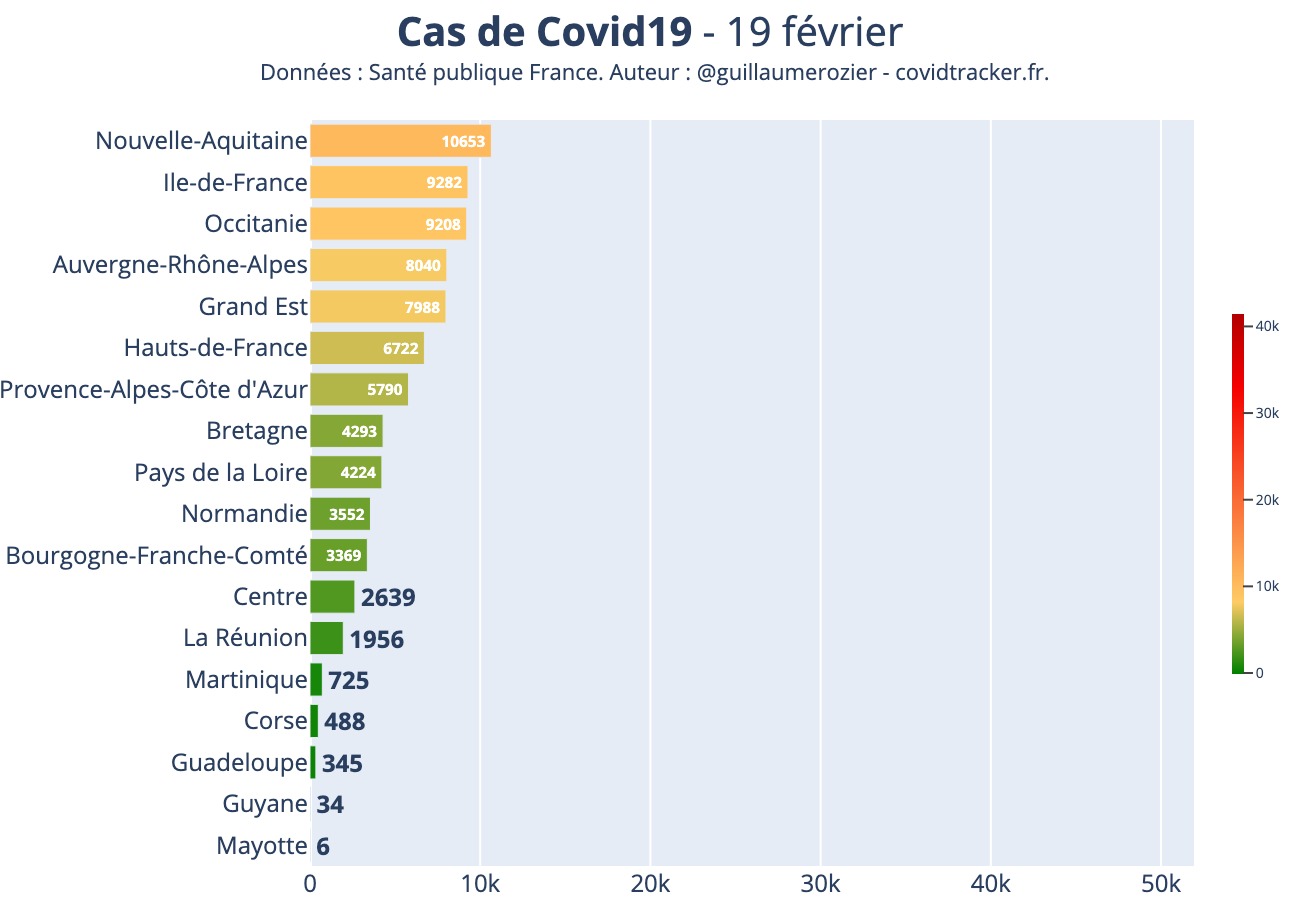 Cas de Covid19 - 19 février
Données : Santé publique France. Auteur : @guillaumerozier - covidtracker.fr.
Nouvelle-Aquitaine 10653
Ile-de-France 9282
Occitanie 9208
Auvergne-Rhône-Alpes 8040
Grand Est 7988
Hauts-de-France 6722
Provence-Alpes-Côte d'Azur 5790
Bretagne 4293
Pays de la Loire 4224
Normandie 3552
Bourgogne-Franche-Comté 3369
Centre 2639
La Réunion 1956
Martinique 725
Corse 488
Guadeloupe 345
Guyane 34
Mayotte 6
0 10k 20k 30k 40k 50k
40k
30k
20k
10k
0